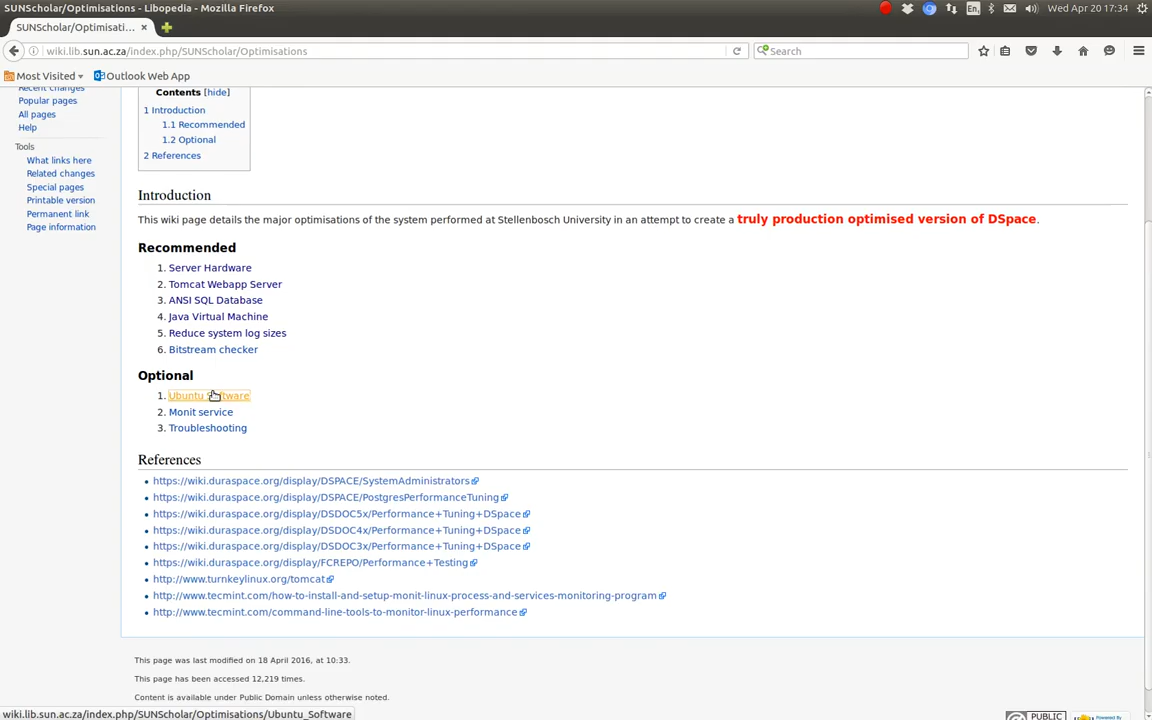 SUNScholar/Optimisations - Libopedia - Mozilla Firefox
En
Wed Apr 20 17:34
SUNScholar/Optimisati... ×
wiki.lib.sun.ac.za/index.php/SUNScholar/Optimisations
Search
Most Visited
Outlook Web App
Recent changes
Popular pages
All pages
Help
Tools
What links here
Related changes
Special pages
Printable version
Permanent link
Page information
Contents [hide]
1 Introduction
1.1 Recommended
1.2 Optional
2 References
Introduction
This wiki page details the major optimisations of the system performed at Stellenbosch University in an attempt to create a truly production optimised version of DSpace.
Recommended
1. Server Hardware
2. Tomcat Webapp Server
3. ANSI SQL Database
4. Java Virtual Machine
5. Reduce system log sizes
6. Bitstream checker
Optional
1. Ubuntu Software
2. Monit service
3. Troubleshooting
References
https://wiki.duraspace.org/display/DSPACE/SystemAdministrators
https://wiki.duraspace.org/display/DSPACE/PostgresPerformanceTuning
https://wiki.duraspace.org/display/DSDOC5x/Performance+Tuning+DSpace
https://wiki.duraspace.org/display/DSDOC4x/Performance+Tuning+DSpace
https://wiki.duraspace.org/display/DSDOC3x/Performance+Tuning+DSpace
https://wiki.duraspace.org/display/FCREPO/Performance+Testing
http://www.turnkeylinux.org/tomcat
http://www.tecmint.com/how-to-install-and-setup-monit-linux-process-and-services-monitoring-program
http://www.tecmint.com/command-line-tools-to-monitor-linux-performance
This page was last modified on 18 April 2016, at 10:33.
This page has been accessed 12,219 times.
Content is available under Public Domain unless otherwise noted.
wiki.lib.sun.ac.za/index.php/SUNScholar/Optimisations/Ubuntu_Software
PUBLIC
Powered By